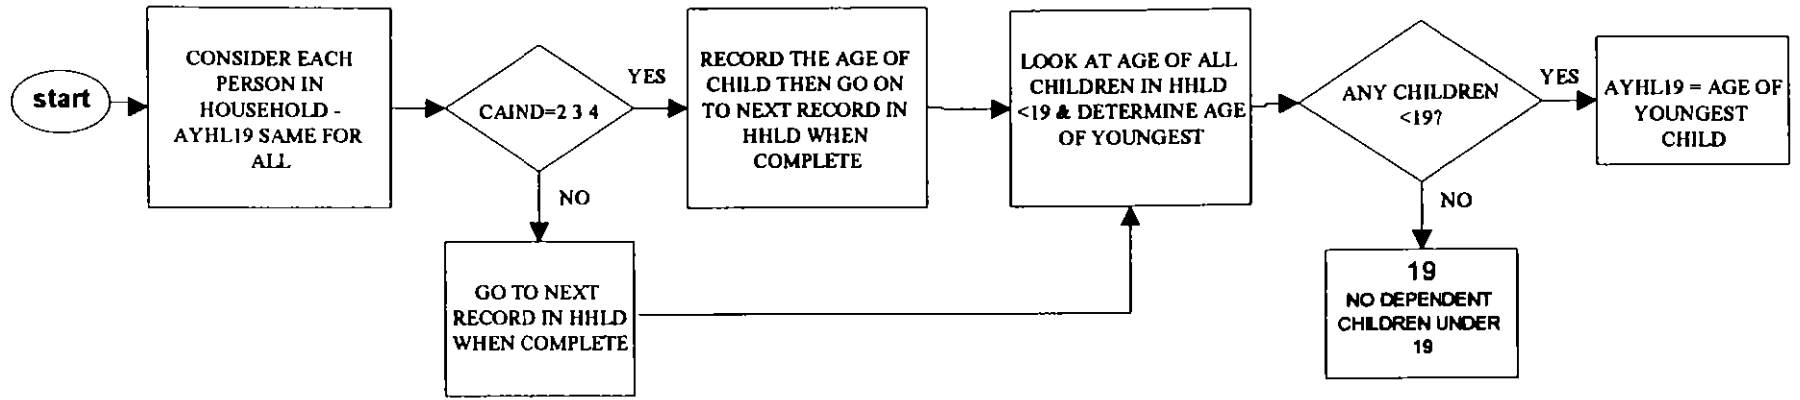 start
CONSIDER EACH
PERSON IN
HOUSEHOLD -
AYHL19 SAME FOR
ALL
CAIND=2 3 4
YES
RECORD THE AGE OF
CHILD THEN GO ON
TO NEXT RECORD IN
HHLD WHEN
COMPLETE
NO
GO TO NEXT
RECORD IN HHLD
WHEN COMPLETE
LOOK AT AGE OF ALL
CHILDREN IN HHLD
<19 & DETERMINE AGE
OF YOUNGEST
ANY CHILDREN
<19?
YES
AYHL19 = AGE OF
YOUNGEST
CHILD
NO
19
NO DEPENDENT
CHILDREN UNDER
19